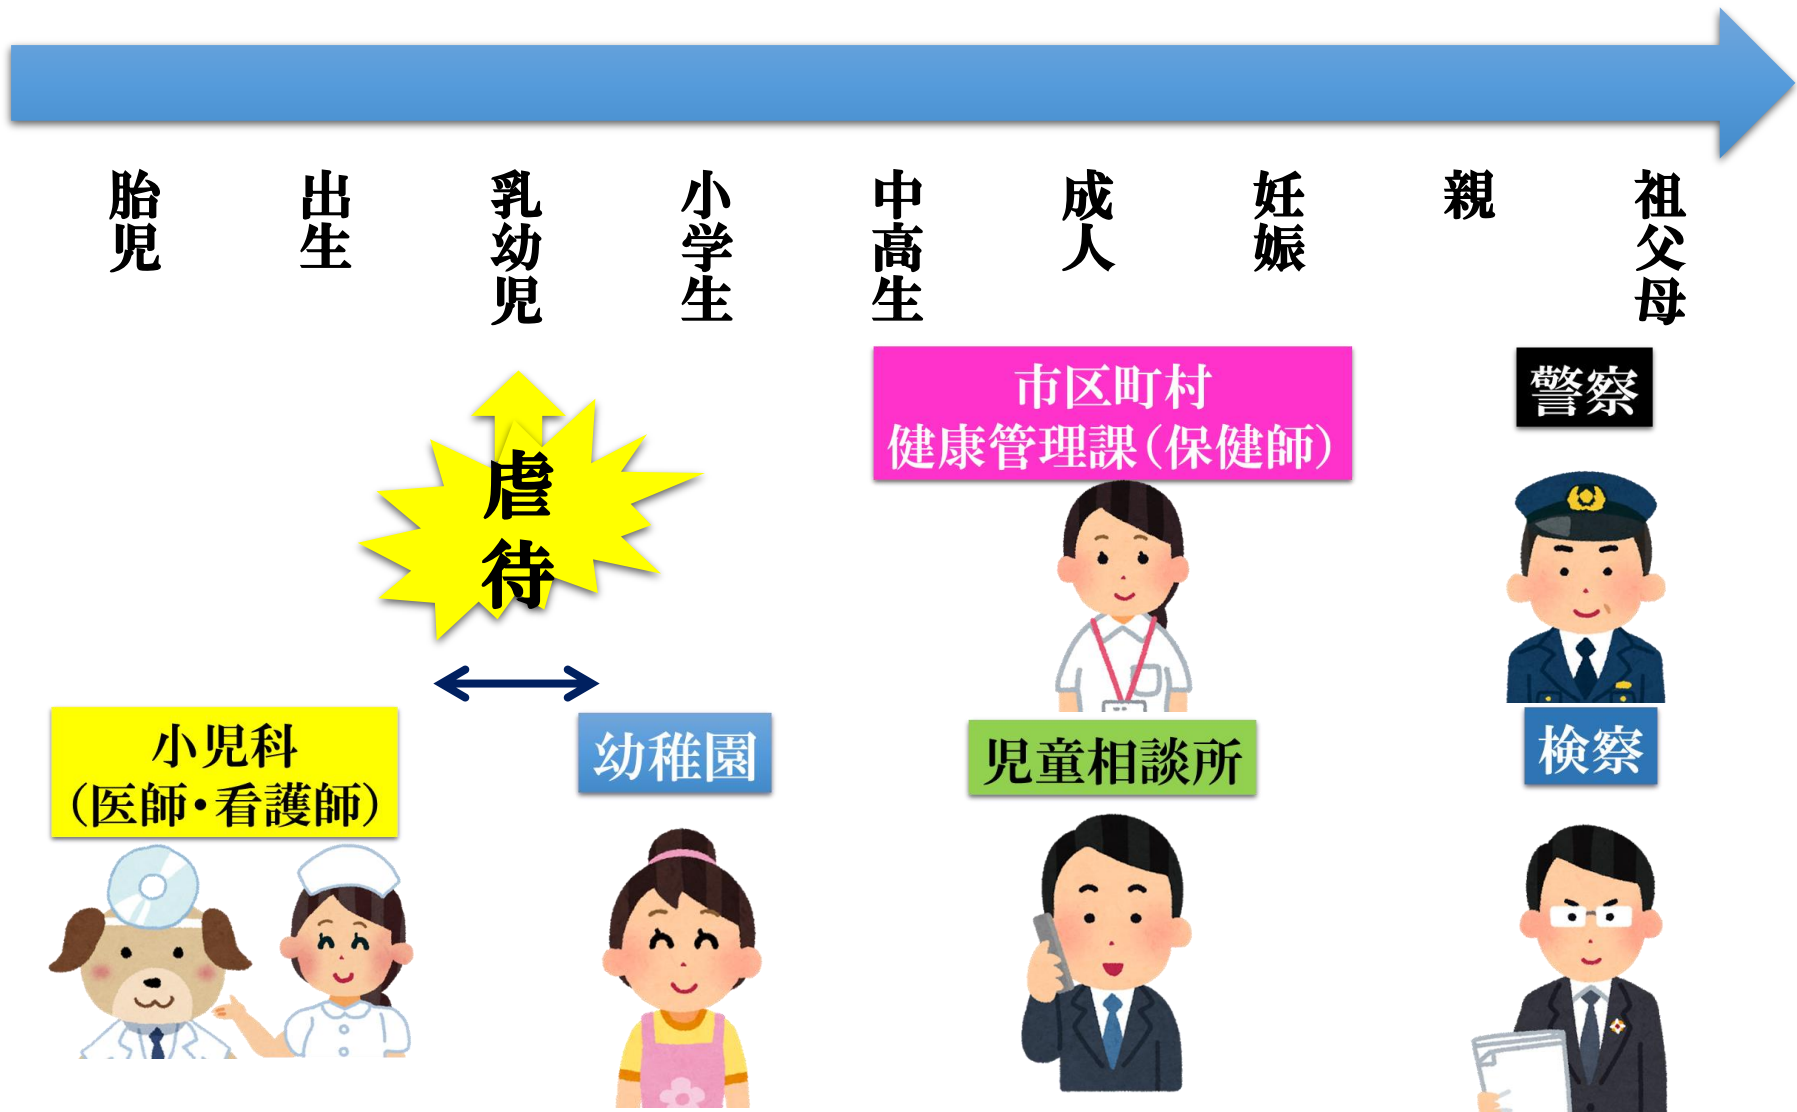 胎児
出生
乳幼児
小学生
中高生
成人
妊娠
親
祖父母
虐待
市区町村
健康管理課（保健師）
警察
小児科
（医師・看護師）
幼稚園
児童相談所
検察